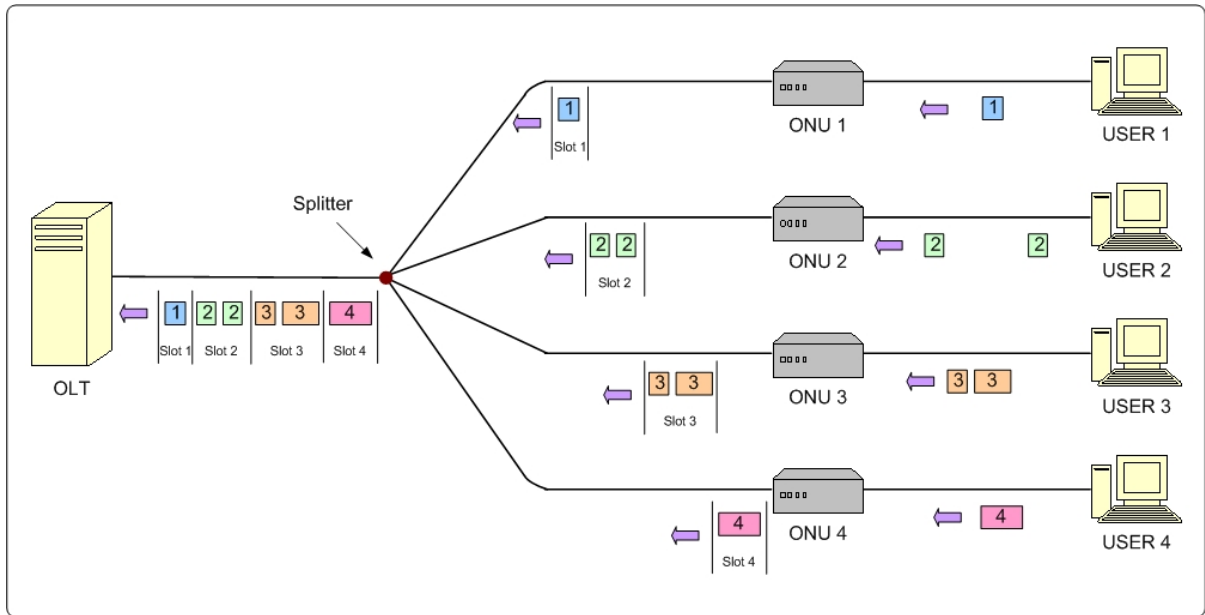 1
Slot 1
ONU 1
1
USER 1
Splitter
2 2
Slot 2
ONU 2
2 2
USER 2
1 2 2 3 3 4
Slot 1 Slot 2 Slot 3 Slot 4
OLT
3 3
Slot 3
ONU 3
3 3
USER 3
4
Slot 4
ONU 4
4
USER 4